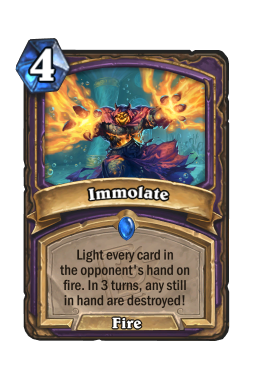 4
Immolate
Light every card in
the opponent's hand on
fire. In 3 turns, any still
in hand are destroyed!
Fire